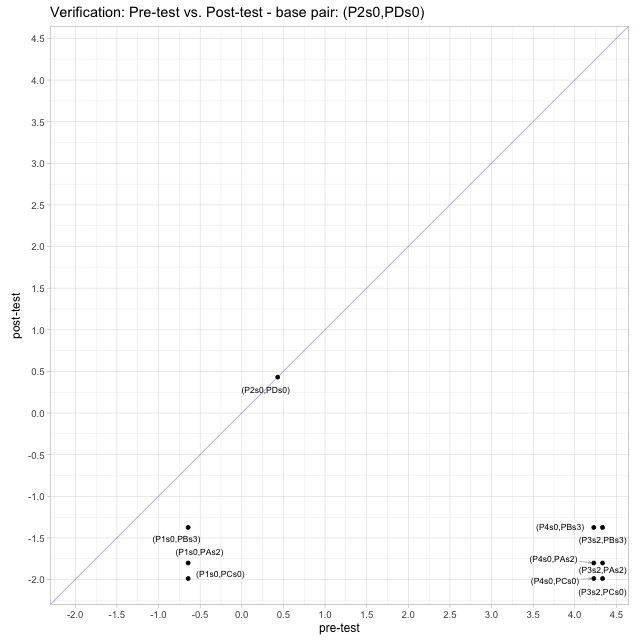 Verification: Pre-test vs. Post-test - base pair: (P2s0,PDs0)
4.5
4.0
3.5
3.0
2.5
2.0
1.5
1.0
0.5
0.0
-0.5
-1.0
-1.5
-2.0
post-test
(P2s0,PDs0)
(P4s0,PBs3)
(P1s0,PBs3)
(P3s2,PBs3)
(P1s0,PAs2)
(P4s0,PAs2)
(P3s2,PAs2)
(P1s0,PCs0)
(P4s0,PCs0)
(P3s2,PCs0)
-2.0 -1.5 -1.0 -0.5 0.0 0.5 1.0 1.5 2.0 2.5 3.0 3.5 4.0 4.5
pre-test